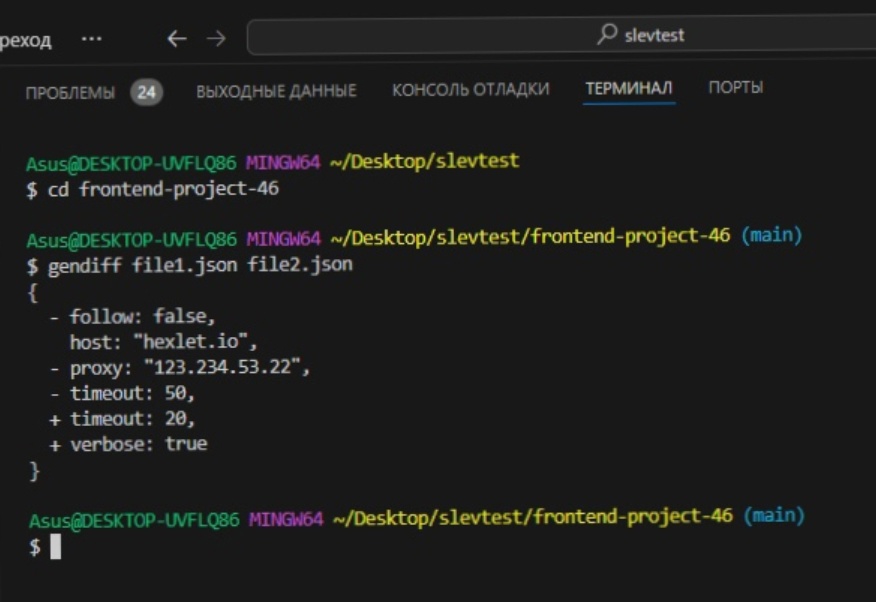 реход ...
slevtest
ПРОБЛЕМЫ 24 ВЫХОДНЫЕ ДАННЫЕ КОНСОЛЬ ОТЛАДКИ ТЕРМИНАЛ ПОРТЫ
Asus@DESKTOP-UVFLQ86 MINGW64 ~/Desktop/slevtest
$ cd frontend-project-46
Asus@DESKTOP-UVFLQ86 MINGW64 ~/Desktop/slevtest/frontend-project-46 (main)
$ gendiff file1.json file2.json
{
  - follow: false,
    host: "hexlet.io",
  - proxy: "123.234.53.22",
  - timeout: 50,
  + timeout: 20,
  + verbose: true
}
Asus@DESKTOP-UVFLQ86 MINGW64 ~/Desktop/slevtest/frontend-project-46 (main)
$